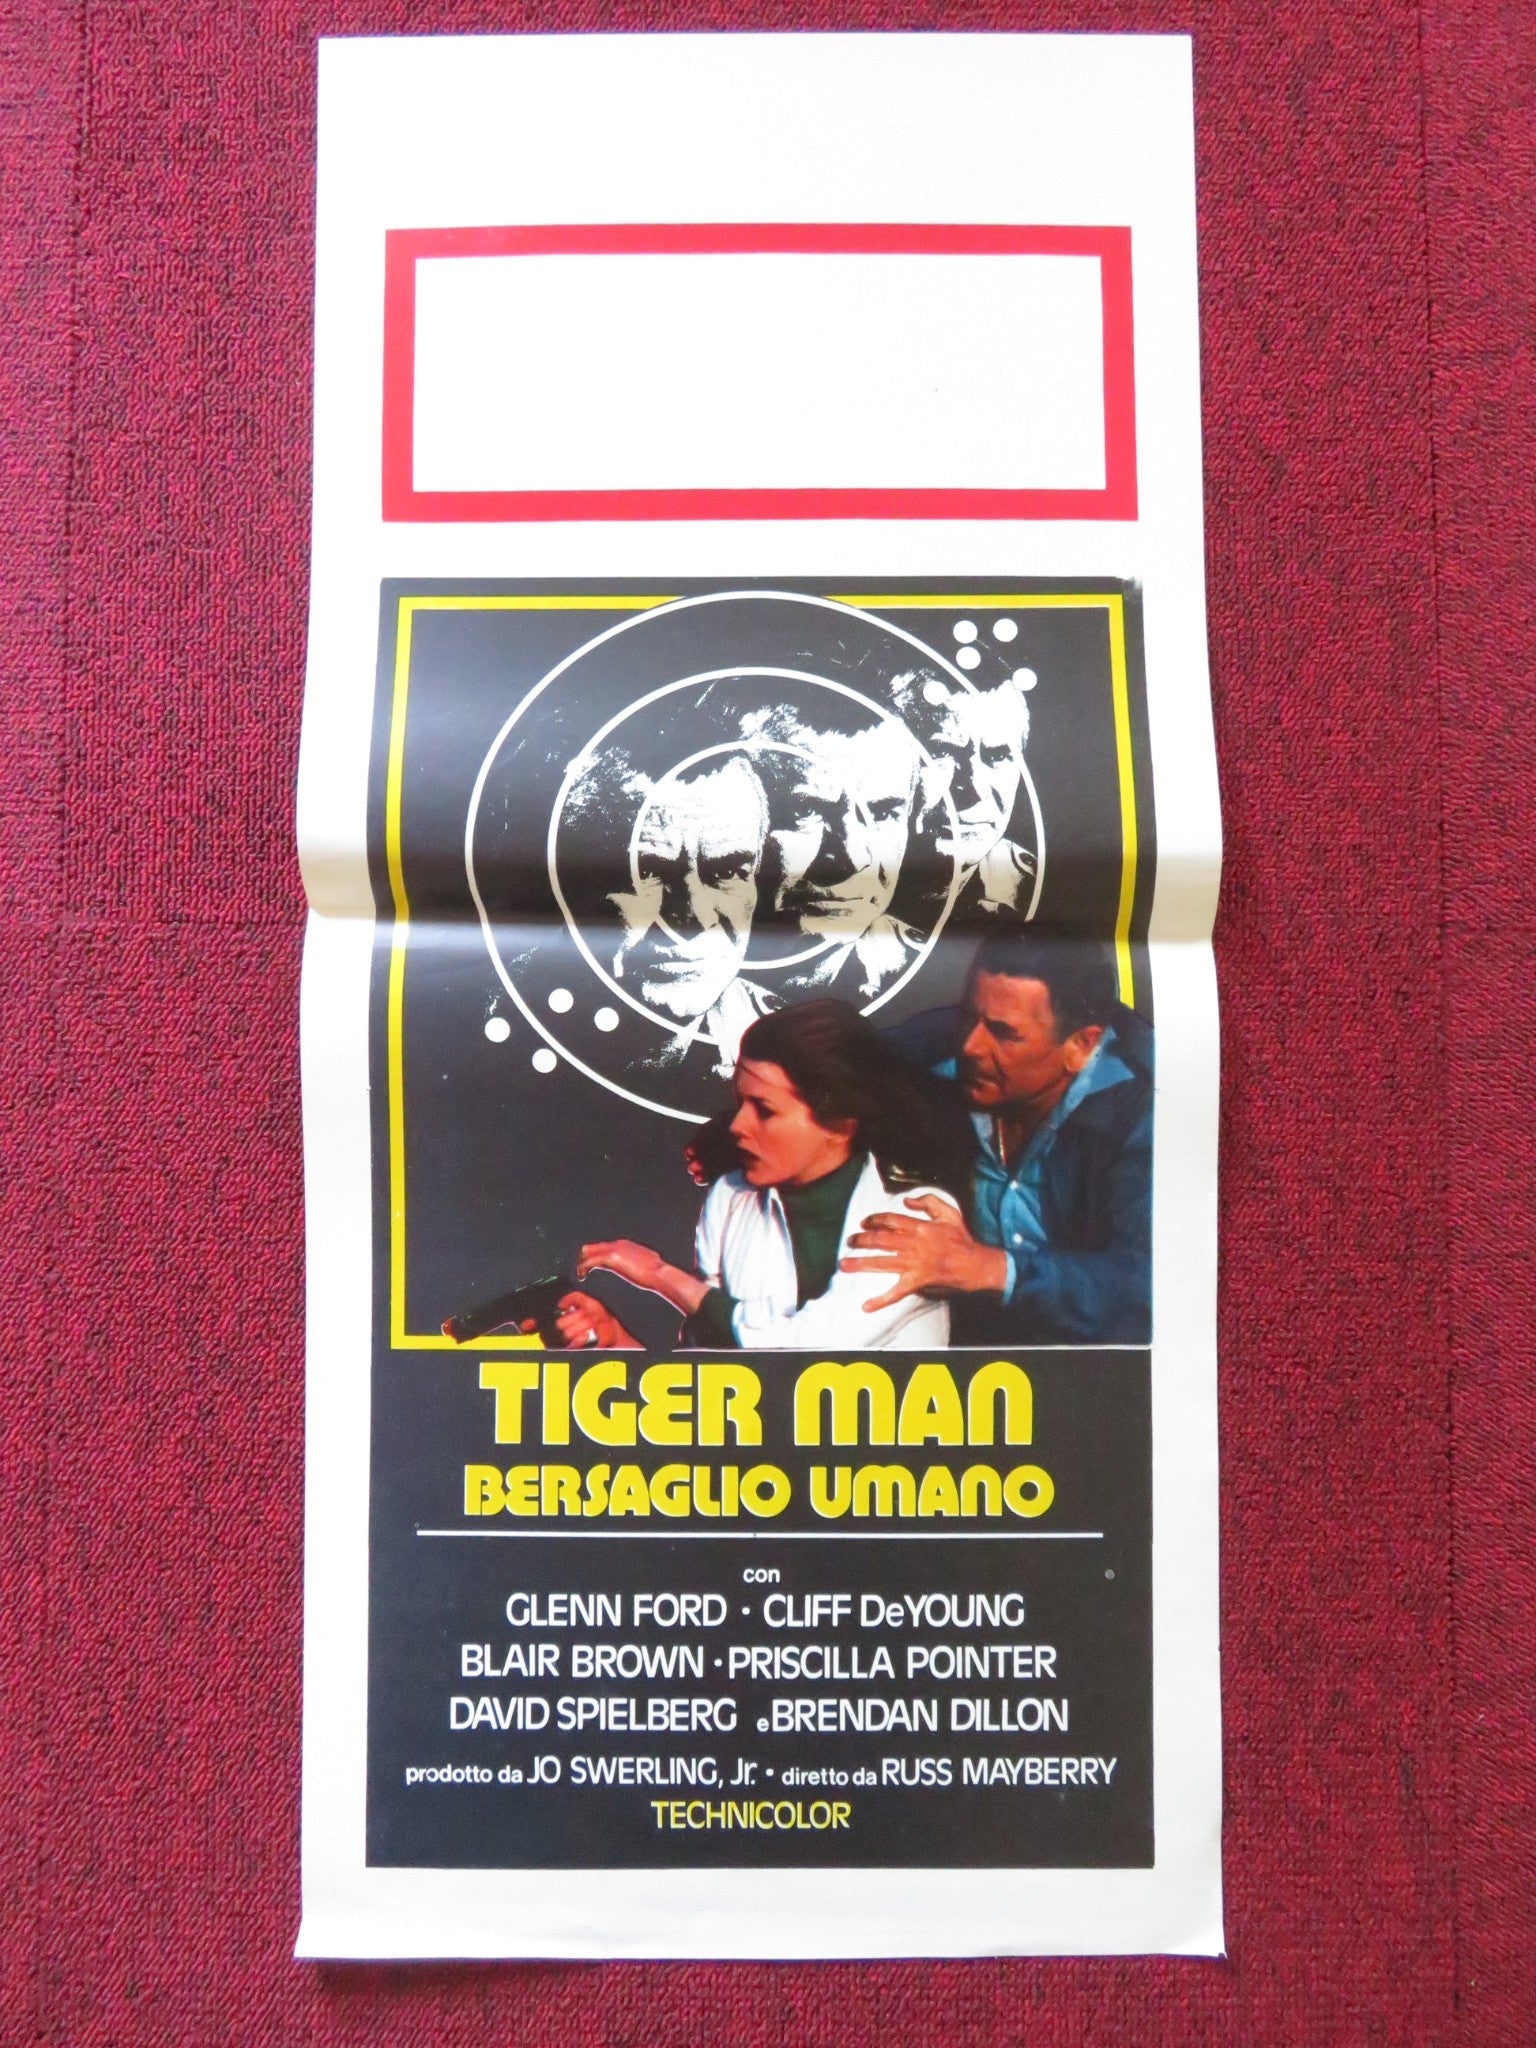 TIGER MAN
BERSAGLIO UMANO
con
GLENN FORD · CLIFF DeYOUNG
BLAIR BROWN · PRISCILLA POINTER
DAVID SPIELBERG e BRENDAN DILLON
prodotto da JO SWERLING, Jr. · diretto da RUSS MAYBERRY
TECHNICOLOR